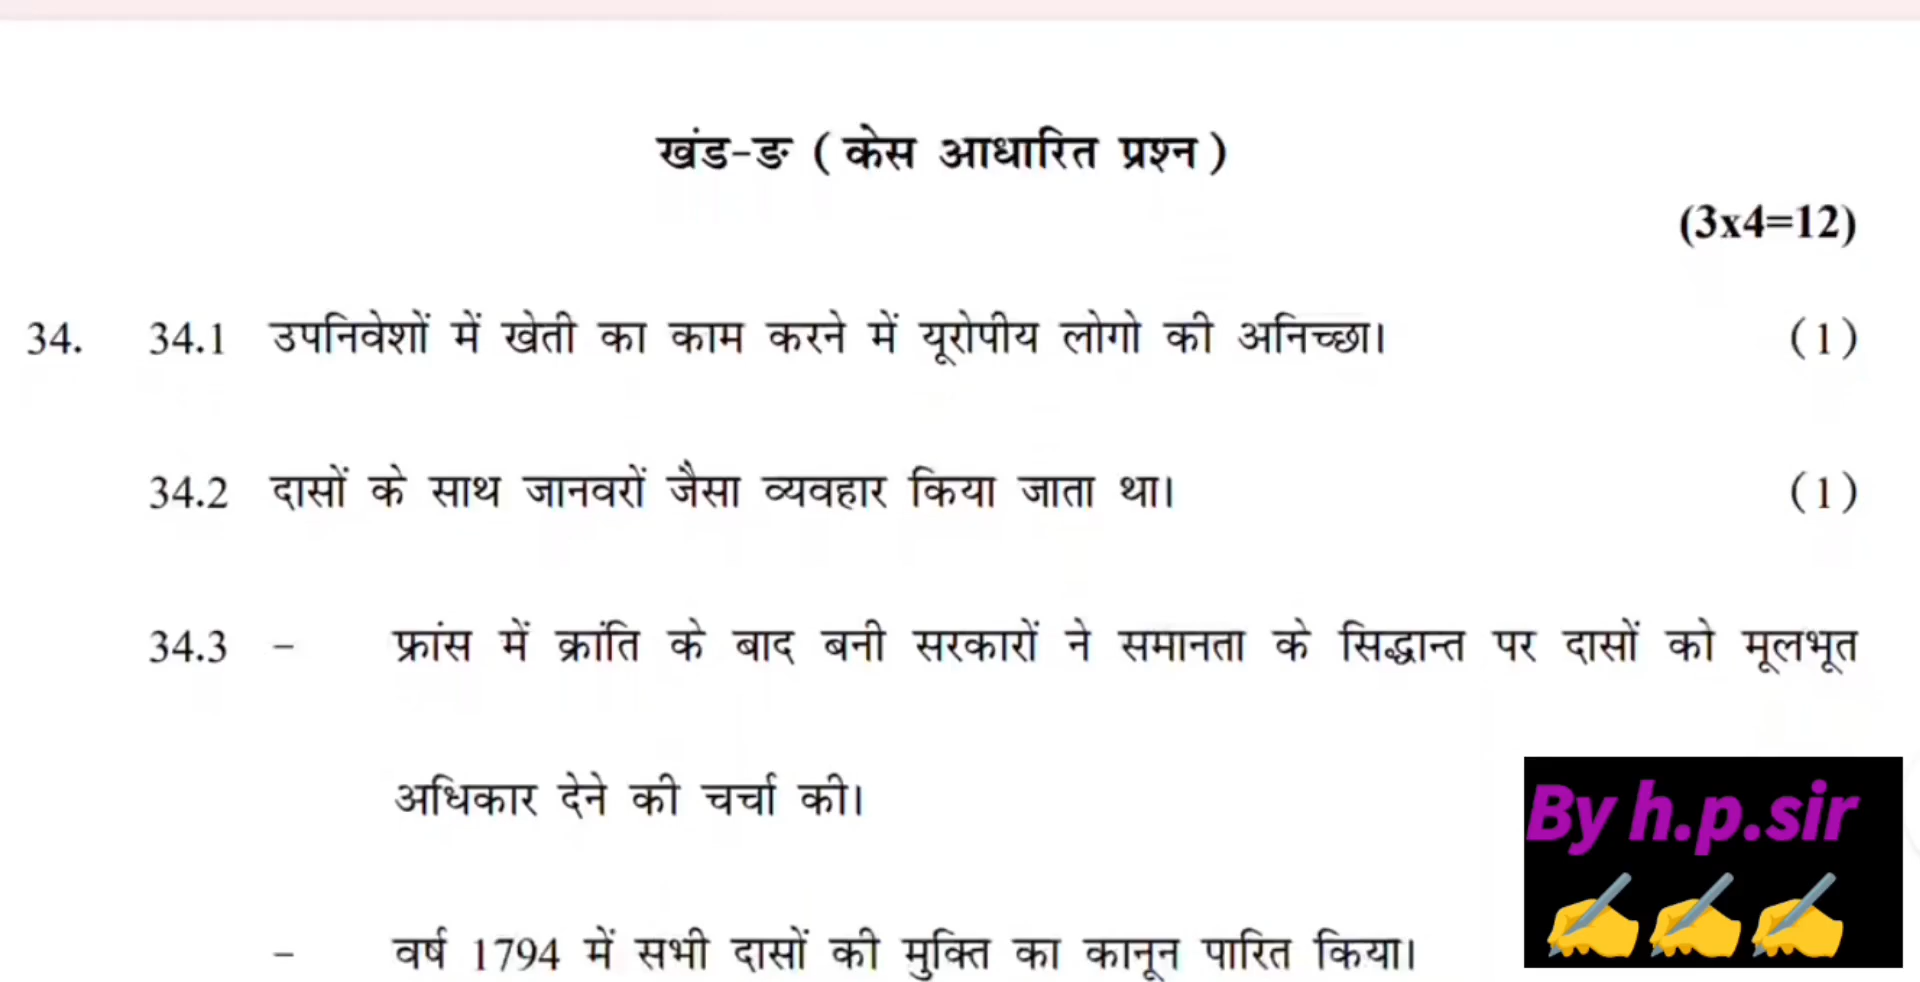 खंड-ङ (केस आधारित प्रश्न)
(3x4=12)
34. 34.1 उपनिवेशों में खेती का काम करने में यूरोपीय लोगो की अनिच्छा। (1)
34.2 दासों के साथ जानवरों जैसा व्यवहार किया जाता था। (1)
34.3 - फ्रांस में क्रांति के बाद बनी सरकारों ने समानता के सिद्धान्त पर दासों को मूलभूत
अधिकार देने की चर्चा की।
By h.p.sir
- वर्ष 1794 में सभी दासों की मुक्ति का कानून पारित किया।